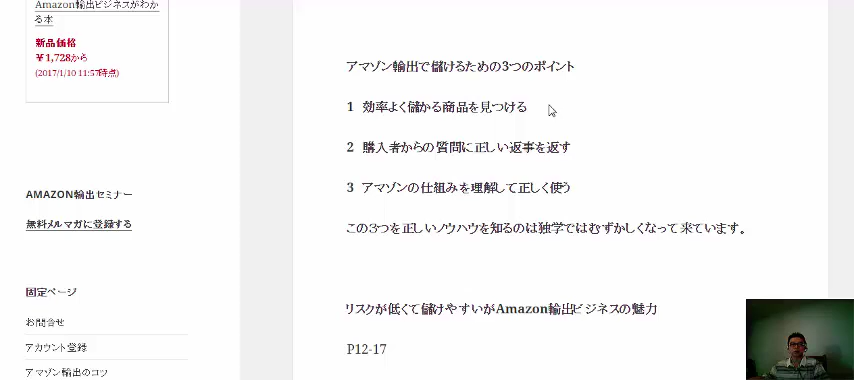 Amazon輸出ビジネスがわか
る本
新品価格
￥1,728から
(2017/1/10 11:57時点)
AMAZON輸出セミナー
無料メルマガに登録する
固定ページ
お問合せ
アカウント登録
アマゾン輸出のコツ
アマゾン輸出で儲けるための3つのポイント
1 効率よく儲かる商品を見つける
2 購入者からの質問に正しい返事を返す
3 アマゾンの仕組みを理解して正しく使う
この３つを正しいノウハウを知るのは独学ではむずかしくなって来ています。
リスクが低くて儲けやすいがAmazon輸出ビジネスの魅力
P12-17